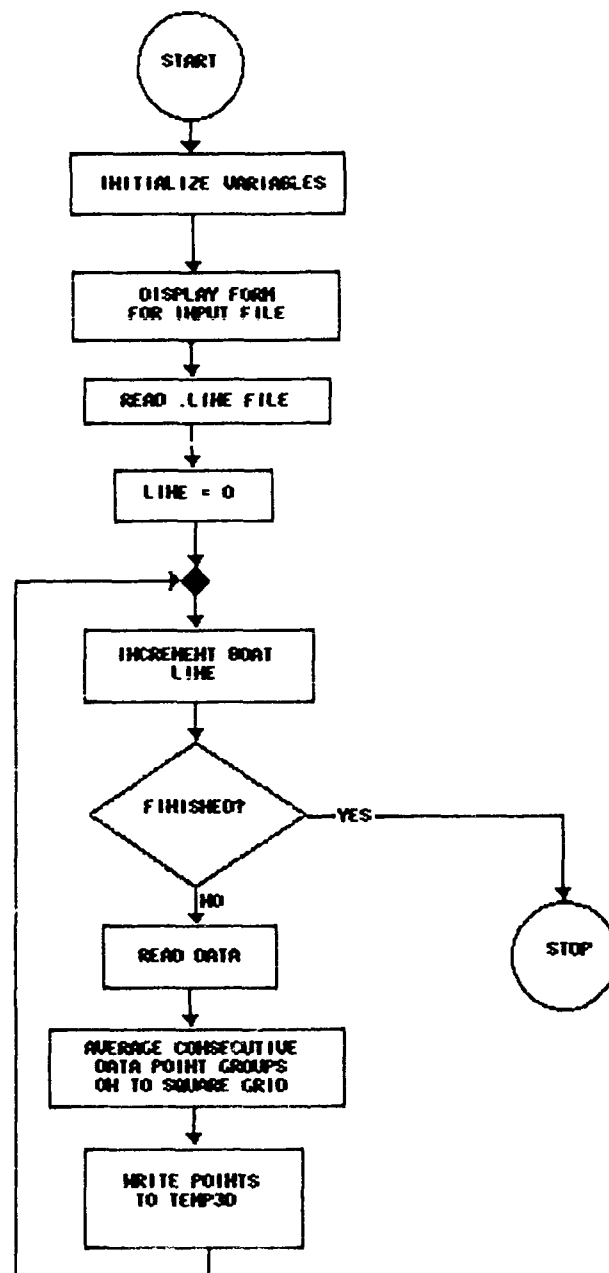 START
INITIALIZE VARIABLES
DISPLAY FORM
FOR INPUT FILE
READ .LINE FILE
LINE = 0
INCREMENT BOAT
LINE
FINISHED?
YES
NO
READ DATA
STOP
AVERAGE CONSECUTIVE
DATA POINT GROUPS
ON TO SQUARE GRID
WRITE POINTS
TO TEMP3D